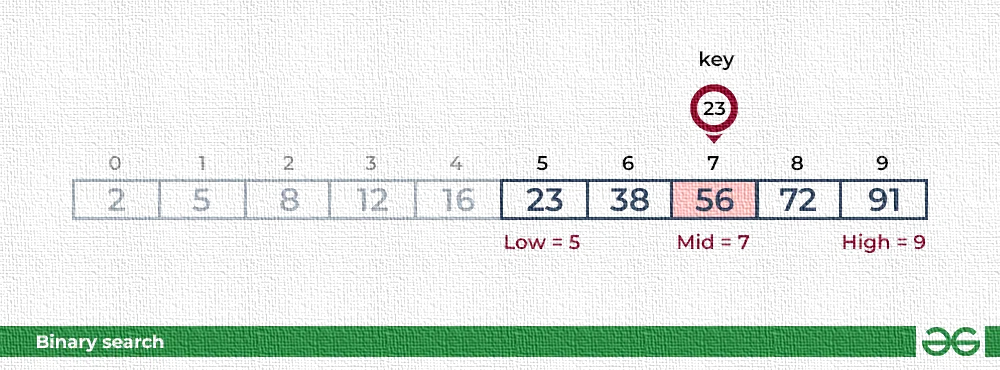 key
23
0 1 2 3 4 5 6 7 8 9
2 5 8 12 16 23 38 56 72 91
Low = 5 Mid = 7 High = 9
Binary search